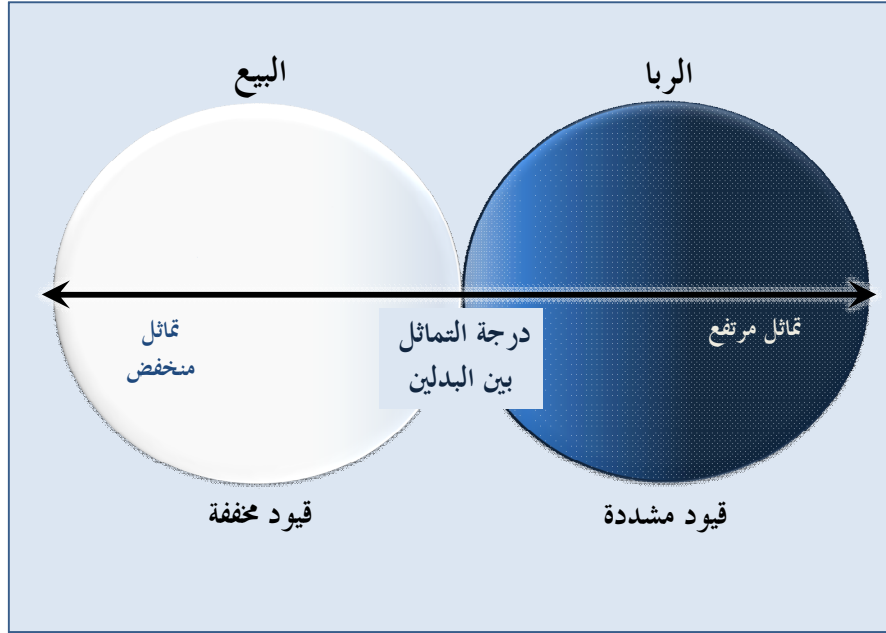 الربا
البيع
تماثل مرتفع
درجة التماثل
بين البدلين
تماثل
منخفض
قيود مشددة
قيود مخففة